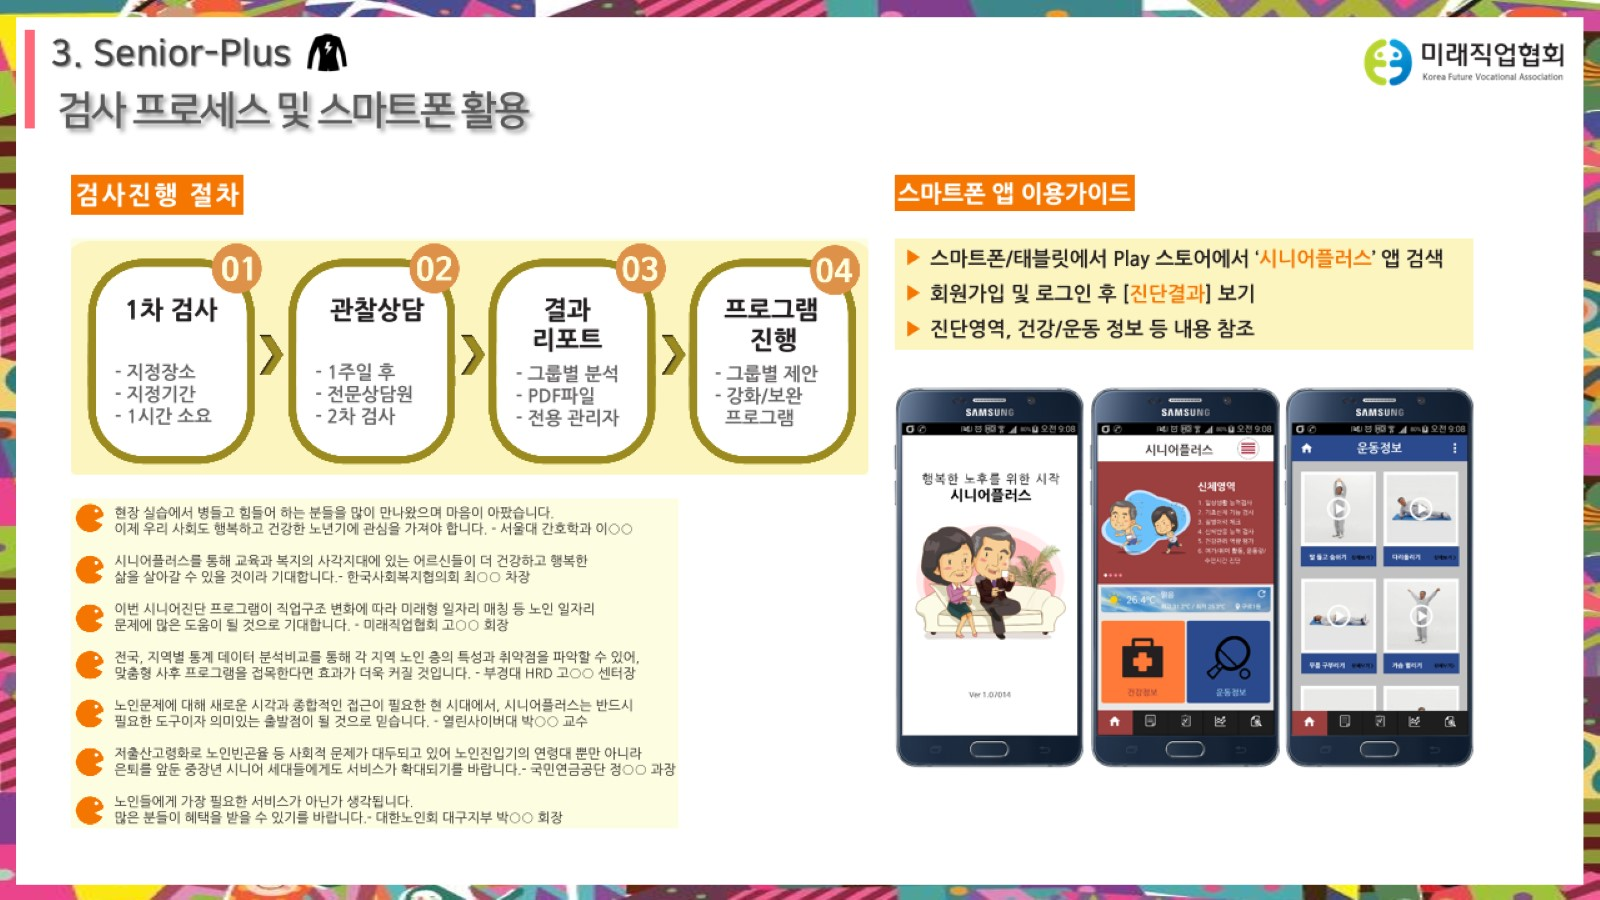 3. Senior-Plus
검사 프로세스 및 스마트폰 활용
미래직업협회
Korea Future Vocational Association
검사진행 절차
01
1차 검사
- 지정장소
- 지정기간
- 1시간 소요
02
관찰상담
- 1주일 후
- 전문상담원
- 2차 검사
03
결과
리포트
- 그룹별 분석
- PDF파일
- 전용 관리자
04
프로그램
진행
- 그룹별 제안
- 강화/보완
프로그램
현장 실습에서 병들고 힘들어 하는 분들을 많이 만나왔으며 마음이 아팠습니다.
이제 우리 사회도 행복하고 건강한 노년기에 관심을 가져야 합니다. - 서울대 간호학과 이○○
시니어플러스를 통해 교육과 복지의 사각지대에 있는 어르신들이 더 건강하고 행복한
삶을 살아갈 수 있을 것이라 기대합니다.- 한국사회복지협의회 최○○ 차장
이번 시니어진단 프로그램이 직업구조 변화에 따라 미래형 일자리 매칭 등 노인 일자리
문제에 많은 도움이 될 것으로 기대합니다. - 미래직업협회 고○○ 회장
전국, 지역별 통계 데이터 분석비교를 통해 각 지역 노인 층의 특성과 취약점을 파악할 수 있어,
맞춤형 사후 프로그램을 접목한다면 효과가 더욱 커질 것입니다. - 부경대 HRD 고○○ 센터장
노인문제에 대해 새로운 시각과 종합적인 접근이 필요한 현 시대에서, 시니어플러스는 반드시
필요한 도구이자 의미있는 출발점이 될 것으로 믿습니다. - 열린사이버대 박○○ 교수
저출산고령화로 노인빈곤율 등 사회적 문제가 대두되고 있어 노인진입기의 연령대 뿐만 아니라
은퇴를 앞둔 중장년 시니어 세대들에게도 서비스가 확대되기를 바랍니다.- 국민연금공단 정○○ 과장
노인들에게 가장 필요한 서비스가 아닌가 생각됩니다.
많은 분들이 혜택을 받을 수 있기를 바랍니다.- 대한노인회 대구지부 박○○ 회장
스마트폰 앱 이용가이드
▶ 스마트폰/태블릿에서 Play 스토어에서 ‘시니어플러스’ 앱 검색
▶ 회원가입 및 로그인 후 [진단결과] 보기
▶ 진단영역, 건강/운동 정보 등 내용 참조
SAMSUNG
오전 9:08
행복한 노후를 위한 시작
시니어플러스
Ver 1.07014
SAMSUNG
오전 9:08
시니어플러스
신체영역
26.4℃ 맑음
건강정보
운동정보
SAMSUNG
오전 9:08
운동정보
다리올리기